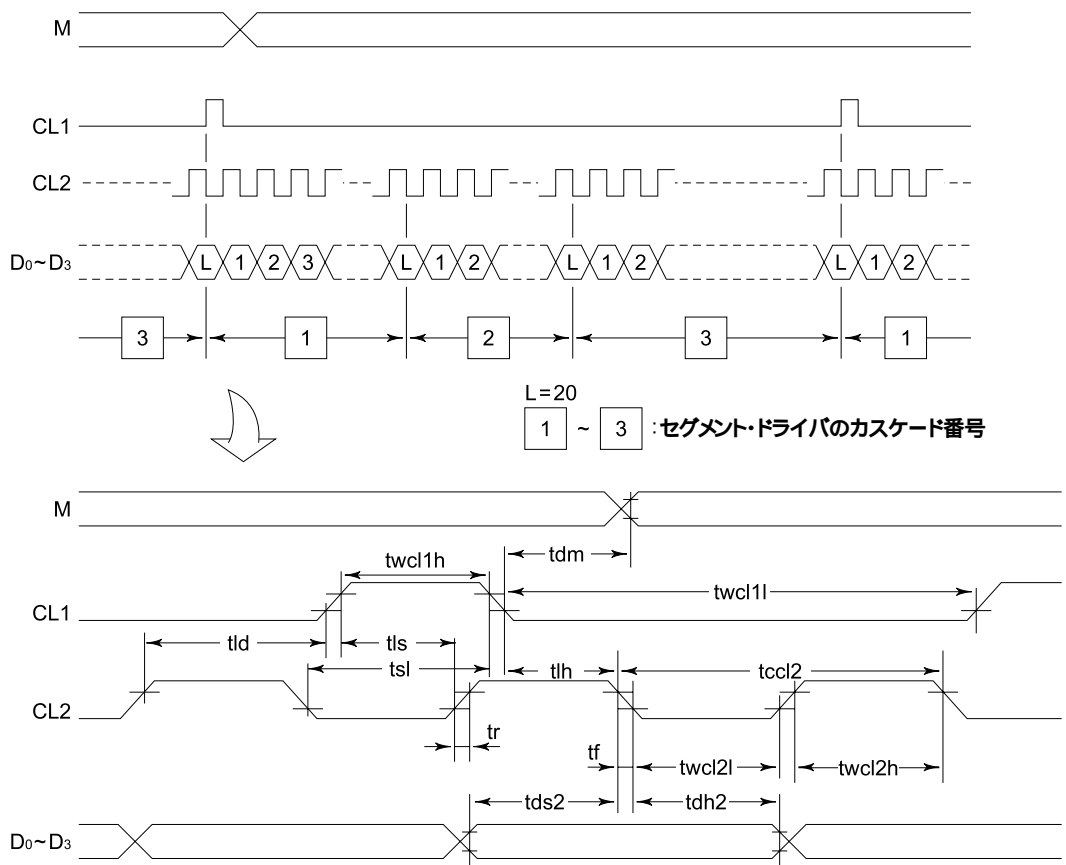 M
CL1
CL2
D0~D3
L 1 2 3 L 1 2 L 1 2 L 1 2
3 1 2 3 1
L=20
1 ~ 3 :セグメント・ドライバのカスケード番号
M
tdm
twcl1h
twcl1l
CL1
tld tls
tsl tlh tccl2
CL2
tr
tf twcl2l twcl2h
tds2 tdh2
D0~D3